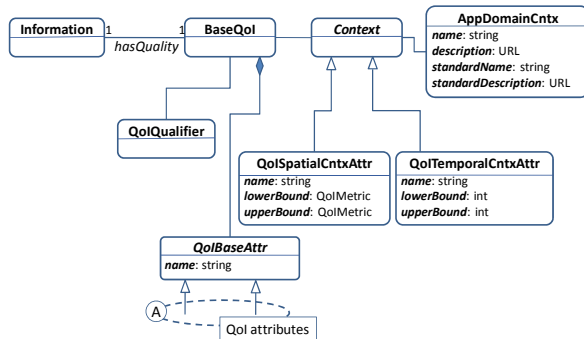 Information
1
1
hasQuality
BaseQoI
Context
AppDomainCntx
name: string
description: URL
standardName: string
standardDescription: URL
QoIQualifier
QoISpatialCntxAttr
name: string
lowerBound: QoIMetric
upperBound: QoIMetric
QoITemporalCntxAttr
name: string
lowerBound: int
upperBound: int
QoIBaseAttr
name: string
A
QoI attributes